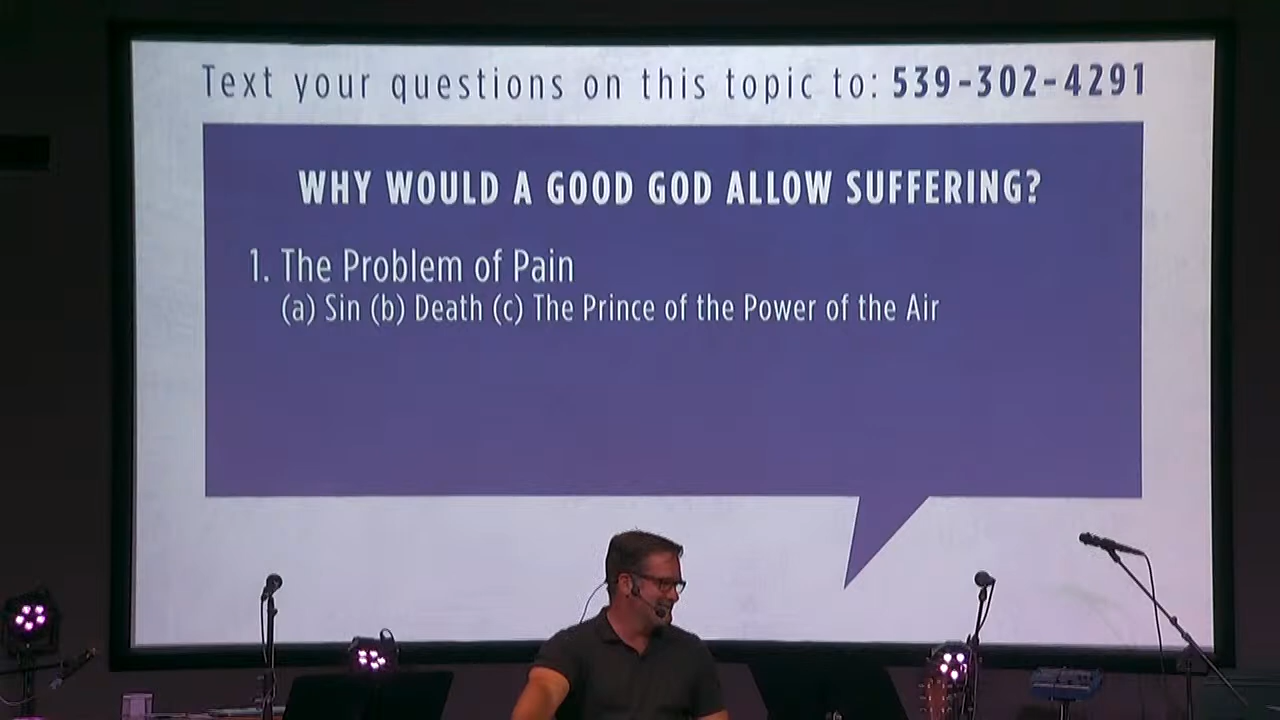 Text your questions on this topic to: 539-302-4291
WHY WOULD A GOOD GOD ALLOW SUFFERING?
1. The Problem of Pain
(a) Sin (b) Death (c) The Prince of the Power of the Air